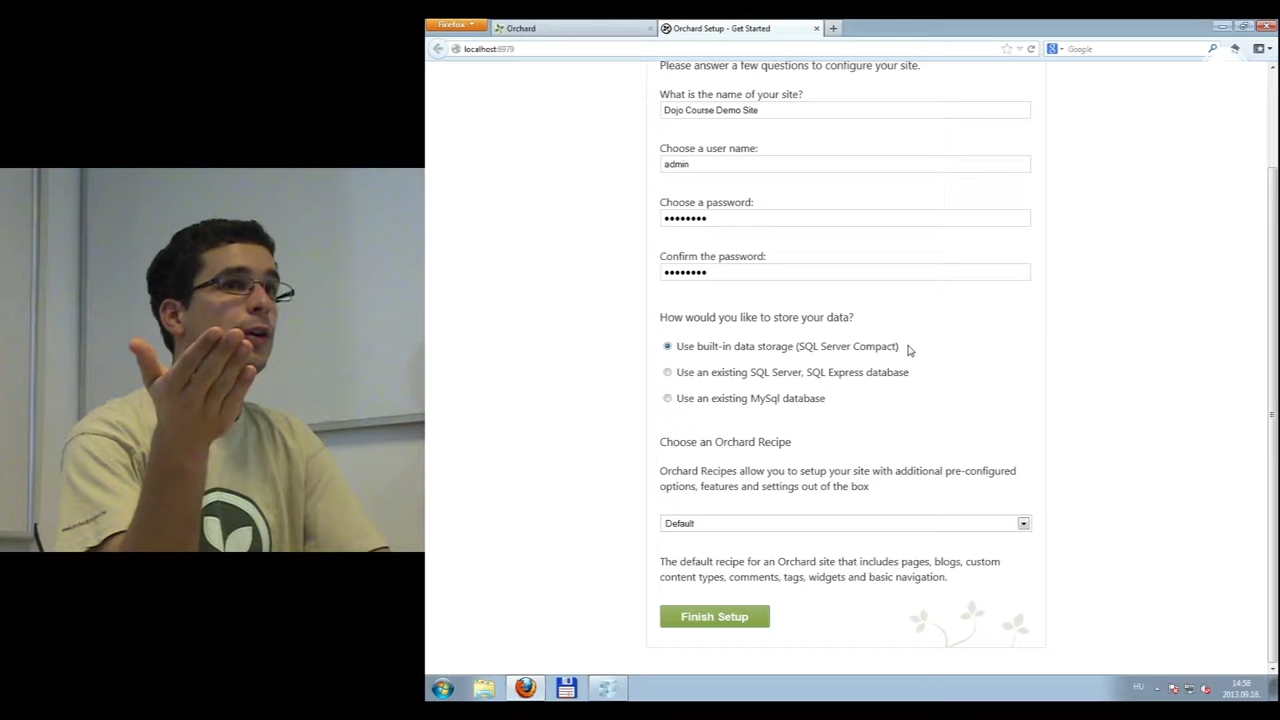 Firefox
Orchard
Orchard Setup - Get Started
localhost:8979
Google
Please answer a few questions to configure your site.
What is the name of your site?
Dojo Course Demo Site
Choose a user name:
admin
Choose a password:
••••••••
Confirm the password:
••••••••
How would you like to store your data?
Use built-in data storage (SQL Server Compact)
Use an existing SQL Server, SQL Express database
Use an existing MySql database
Choose an Orchard Recipe
Orchard Recipes allow you to setup your site with additional pre-configured
options, features and settings out of the box
Default
The default recipe for an Orchard site that includes pages, blogs, custom
content types, comments, tags, widgets and basic navigation.
Finish Setup
HU
14:58
2013.09.18.